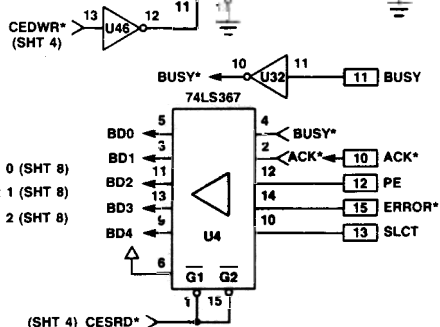 11
CEDWR* 13 U46 12
(SHT 4)
BUSY* 10 U32 11 11 BUSY
74LS367
BD0 5 4 BUSY*
BD1 3 2 ACK* 10 ACK*
0 (SHT 8) BD2 11 12 12 PE
1 (SHT 8) BD3 13 14 15 ERROR*
2 (SHT 8) BD4 9 10 13 SLCT
U4
6 G1 G2
1 15
(SHT 4) CESRD*